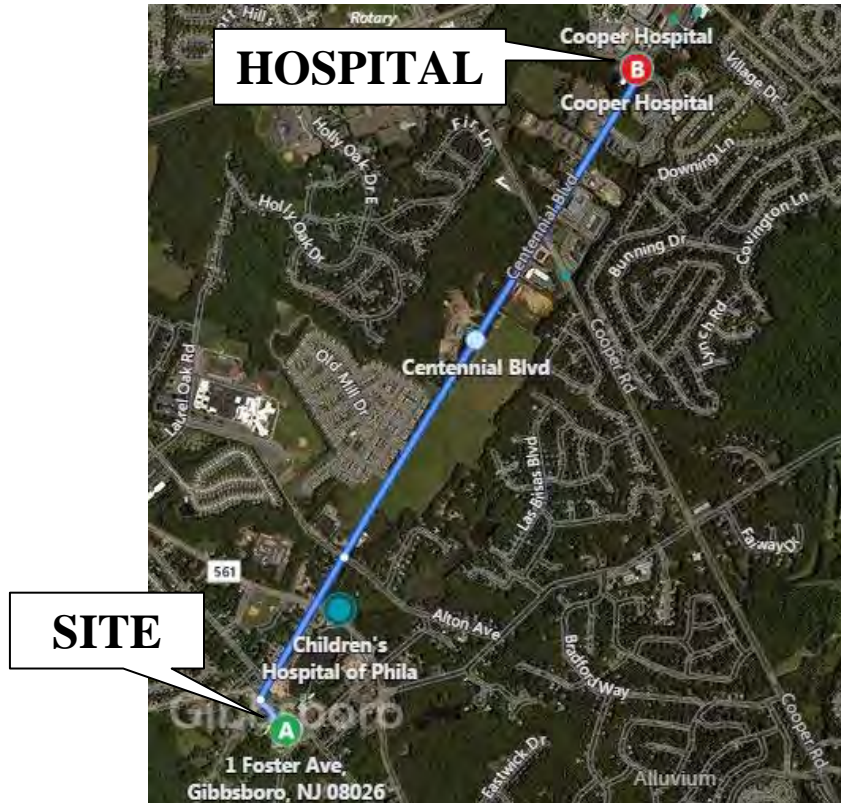 Hill's
Rotary
HOSPITAL
Cooper Hospital
B
Cooper Hospital
Village Dr
Fir Ln
Holly Oak Dr E
Downing Ln
Holly Oak Dr
Covington Ln
Centennial Blvd
Bunning Dr
Lynch Rd
Cooper Rd
Centennial Blvd
Old Mill Dr
Laurel Oak Rd
Las Brisas Blvd
561
Fairway Dr
SITE
Alton Ave
Children's
Hospital of Phila
Bradford Way
Gibbsboro
A
Cooper Rd
1 Foster Ave,
Gibbsboro, NJ 08026
Eastwick Dr
Alluvium